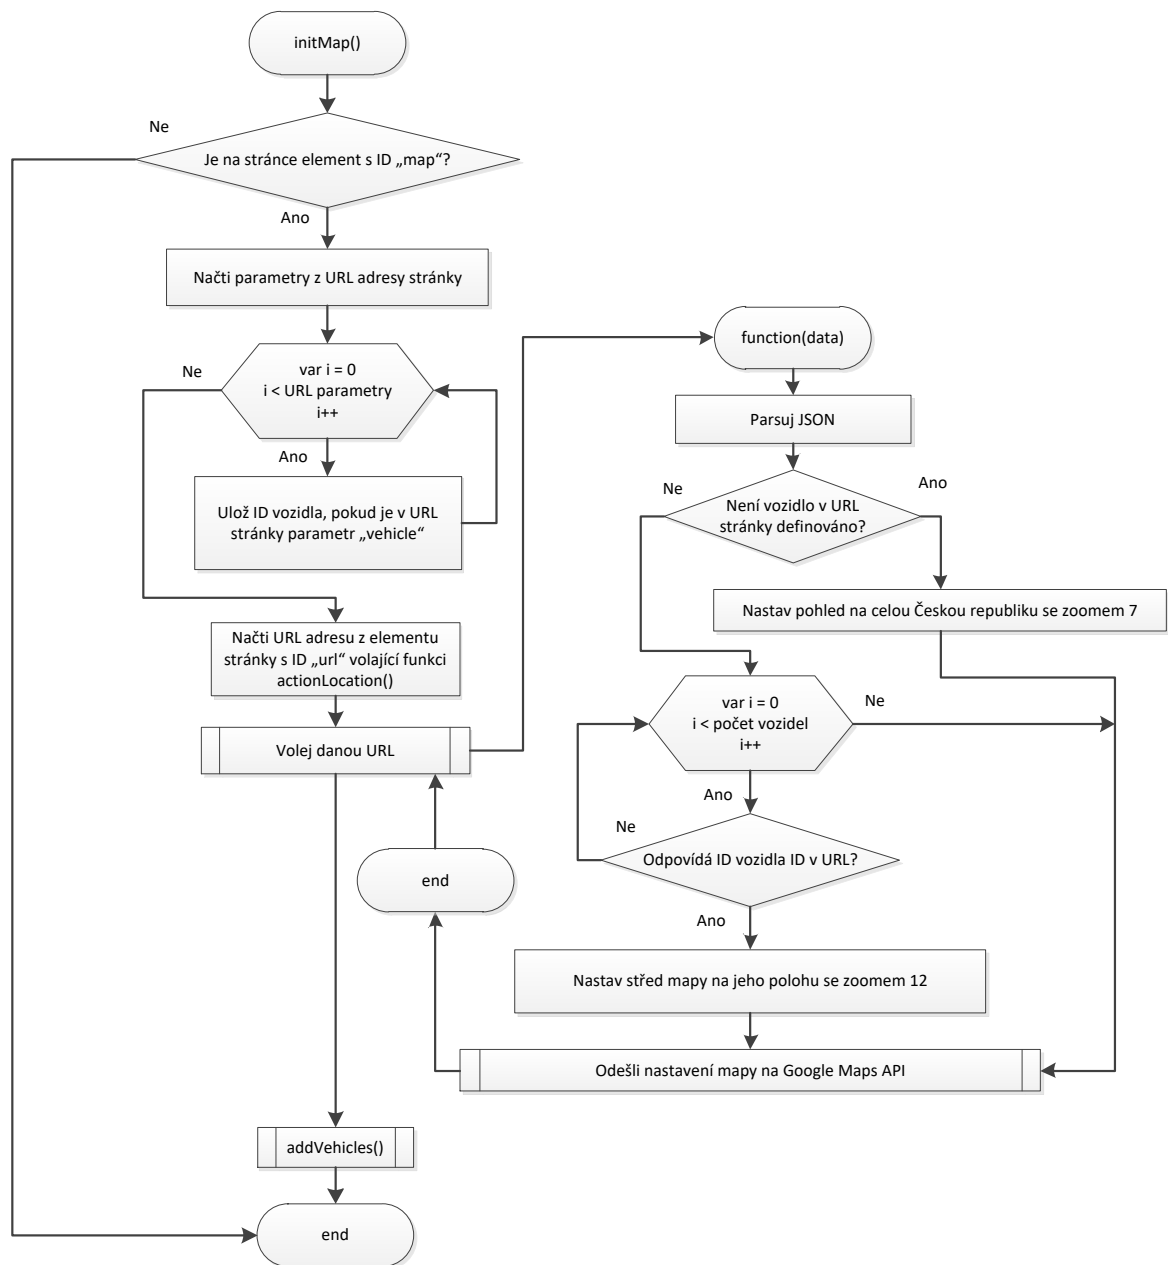 initMap()
Ne
Je na stránce element s ID „map“?
Ano
Načti parametry z URL adresy stránky
Ne
var i = 0
i < URL parametry
i++
Ano
Ulož ID vozidla, pokud je v URL
stránky parametr „vehicle“
Načti URL adresu z elementu
stránky s ID „url“ volající funkci
actionLocation()
Volej danou URL
function(data)
Parsuj JSON
Ne
Ano
Není vozidlo v URL
stránky definováno?
Nastav pohled na celou Českou republiku se zoomem 7
var i = 0
i < počet vozidel
i++
Ne
Ano
Ne
Odpovídá ID vozidla ID v URL?
Ano
Nastav střed mapy na jeho polohu se zoomem 12
Odešli nastavení mapy na Google Maps API
end
addVehicles()
end